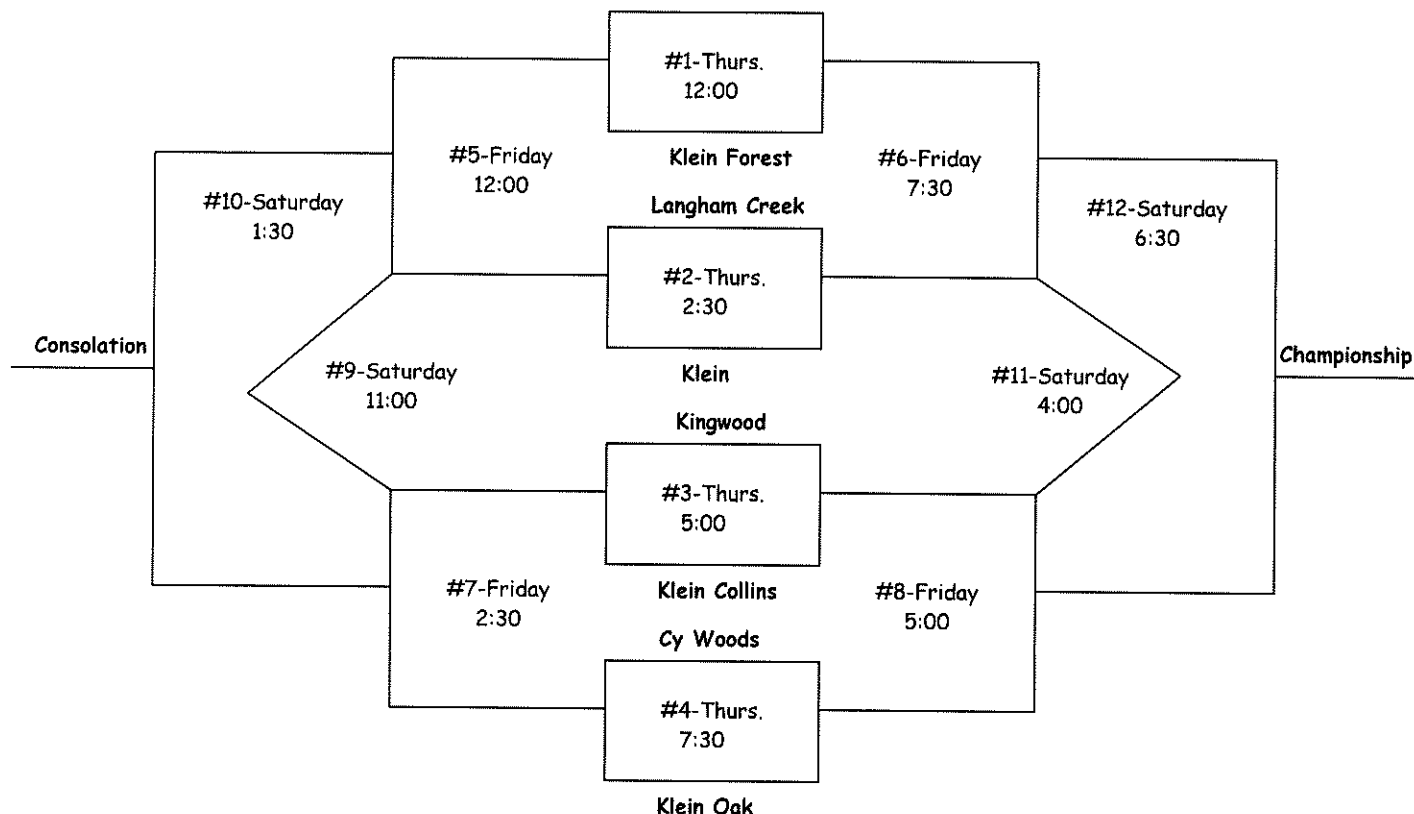 #1-Thurs.
12:00
#5-Friday
12:00
Klein Forest
#6-Friday
7:30
#10-Saturday
1:30
Langham Creek
#12-Saturday
6:30
#2-Thurs.
2:30
Consolation
#9-Saturday
11:00
Klein
#11-Saturday
4:00
Championship
Kingwood
#3-Thurs.
5:00
#7-Friday
2:30
Klein Collins
#8-Friday
5:00
Cy Woods
#4-Thurs.
7:30
Klein Oak